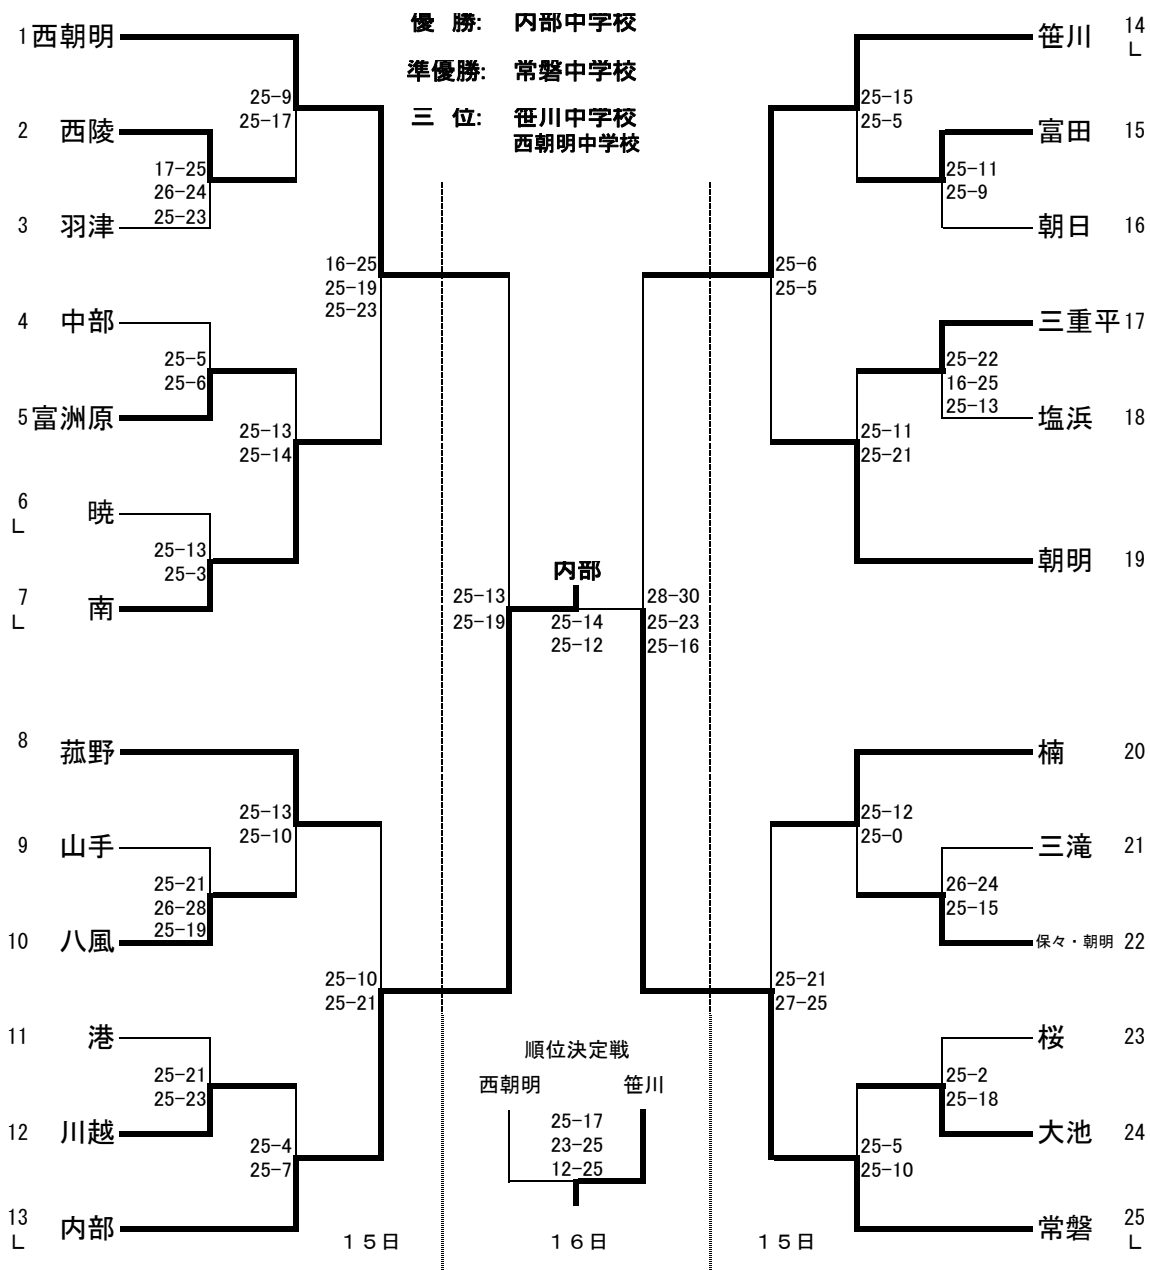 優 勝: 内部中学校
準優勝: 常磐中学校
三 位: 笹川中学校
西朝明中学校
1 西朝明
25-9
25-17
2 西陵
17-25
26-24
25-23
3 羽津
16-25
25-19
25-23
4 中部
25-5
25-6
5 富洲原
25-13
25-14
6
L
暁
25-13
25-3
7
L
南
25-13
25-19
8 菰野
25-13
25-10
9 山手
25-21
26-28
25-19
10 八風
25-10
25-21
11 港
25-21
25-23
12 川越
25-4
25-7
13
L
内部
内部
25-14
25-12
28-30
25-23
25-16
笹川 14
L
25-15
25-5
富田 15
25-11
25-9
朝日 16
25-6
25-5
三重平 17
25-22
16-25
25-13
塩浜 18
25-11
25-21
朝明 19
楠 20
25-12
25-0
三滝 21
26-24
25-15
保々・朝明 22
25-21
27-25
桜 23
25-2
25-18
大池 24
25-5
25-10
常磐 25
L
順位決定戦
西朝明 笹川
25-17
23-25
12-25
15日 16日 15日